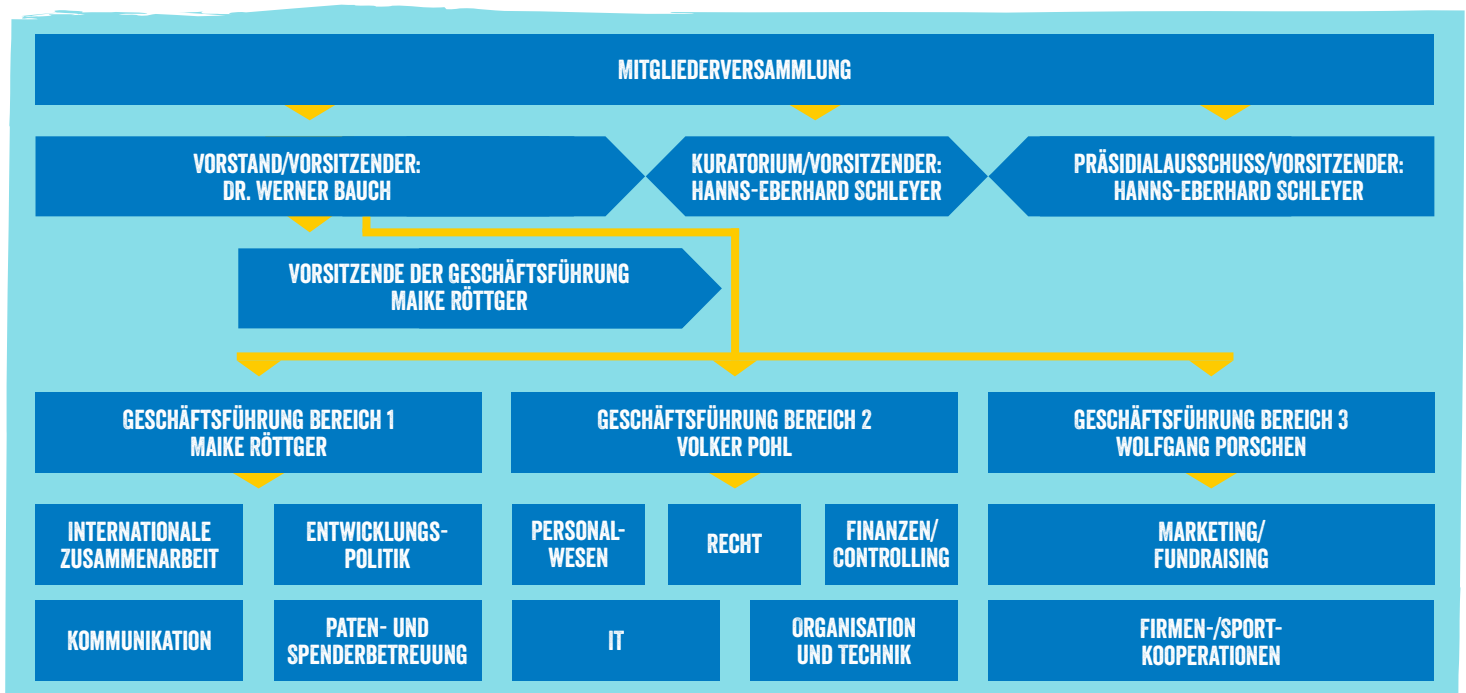 MITGLIEDERVERSAMMLUNG
VORSTAND/VORSITZENDER:
DR. WERNER BAUCH
KURATORIUM/VORSITZENDER:
HANNS-EBERHARD SCHLEYER
PRÄSIDIALAUSSCHUSS/VORSITZENDER:
HANNS-EBERHARD SCHLEYER
VORSITZENDE DER GESCHÄFTSFÜHRUNG
MAIKE RÖTTGER
GESCHÄFTSFÜHRUNG BEREICH 1
MAIKE RÖTTGER
GESCHÄFTSFÜHRUNG BEREICH 2
VOLKER POHL
GESCHÄFTSFÜHRUNG BEREICH 3
WOLFGANG PORSCHEN
INTERNATIONALE
ZUSAMMENARBEIT
ENTWICKLUNGS-
POLITIK
PERSONAL-
WESEN
RECHT
FINANZEN/
CONTROLLING
MARKETING/
FUNDRAISING
KOMMUNIKATION
PATEN- UND
SPENDERBETREUUNG
IT
ORGANISATION
UND TECHNIK
FIRMEN-/SPORT-
KOOPERATIONEN